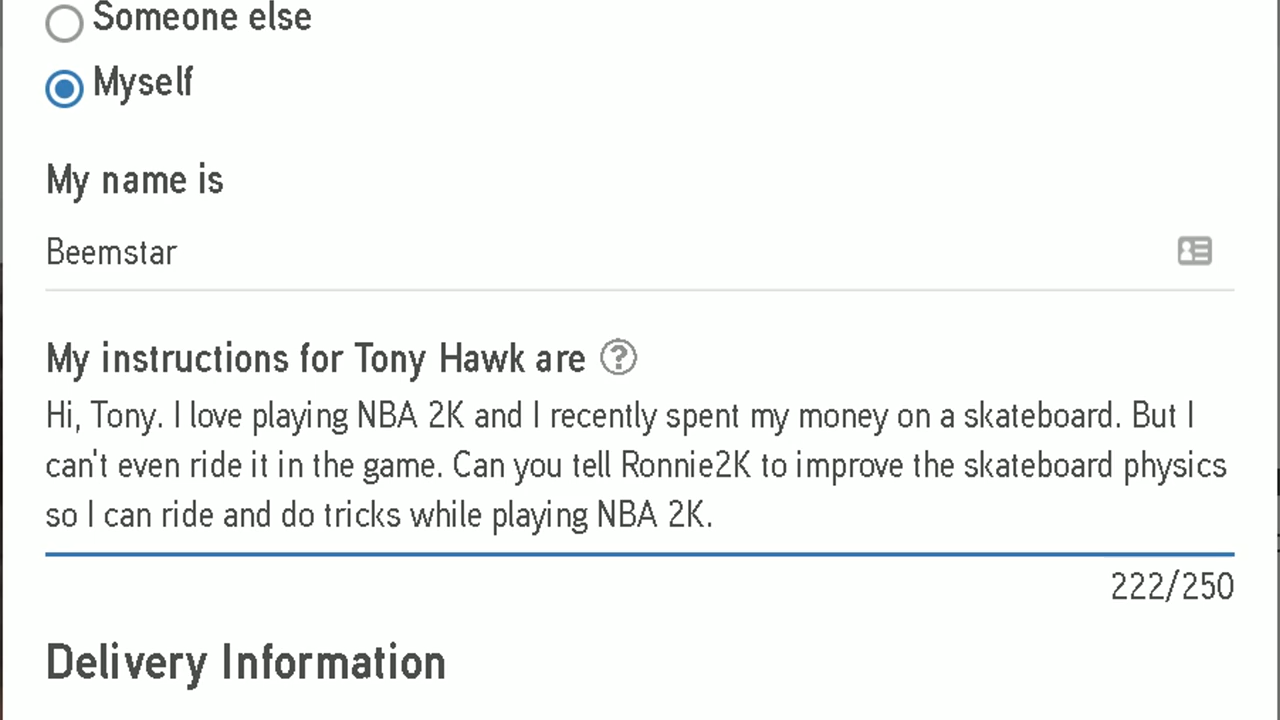 Someone else
Myself
My name is
Beemstar
My instructions for Tony Hawk are ?
Hi, Tony. I love playing NBA 2K and I recently spent my money on a skateboard. But I
can't even ride it in the game. Can you tell Ronnie2K to improve the skateboard physics
so I can ride and do tricks while playing NBA 2K.
222/250
Delivery Information